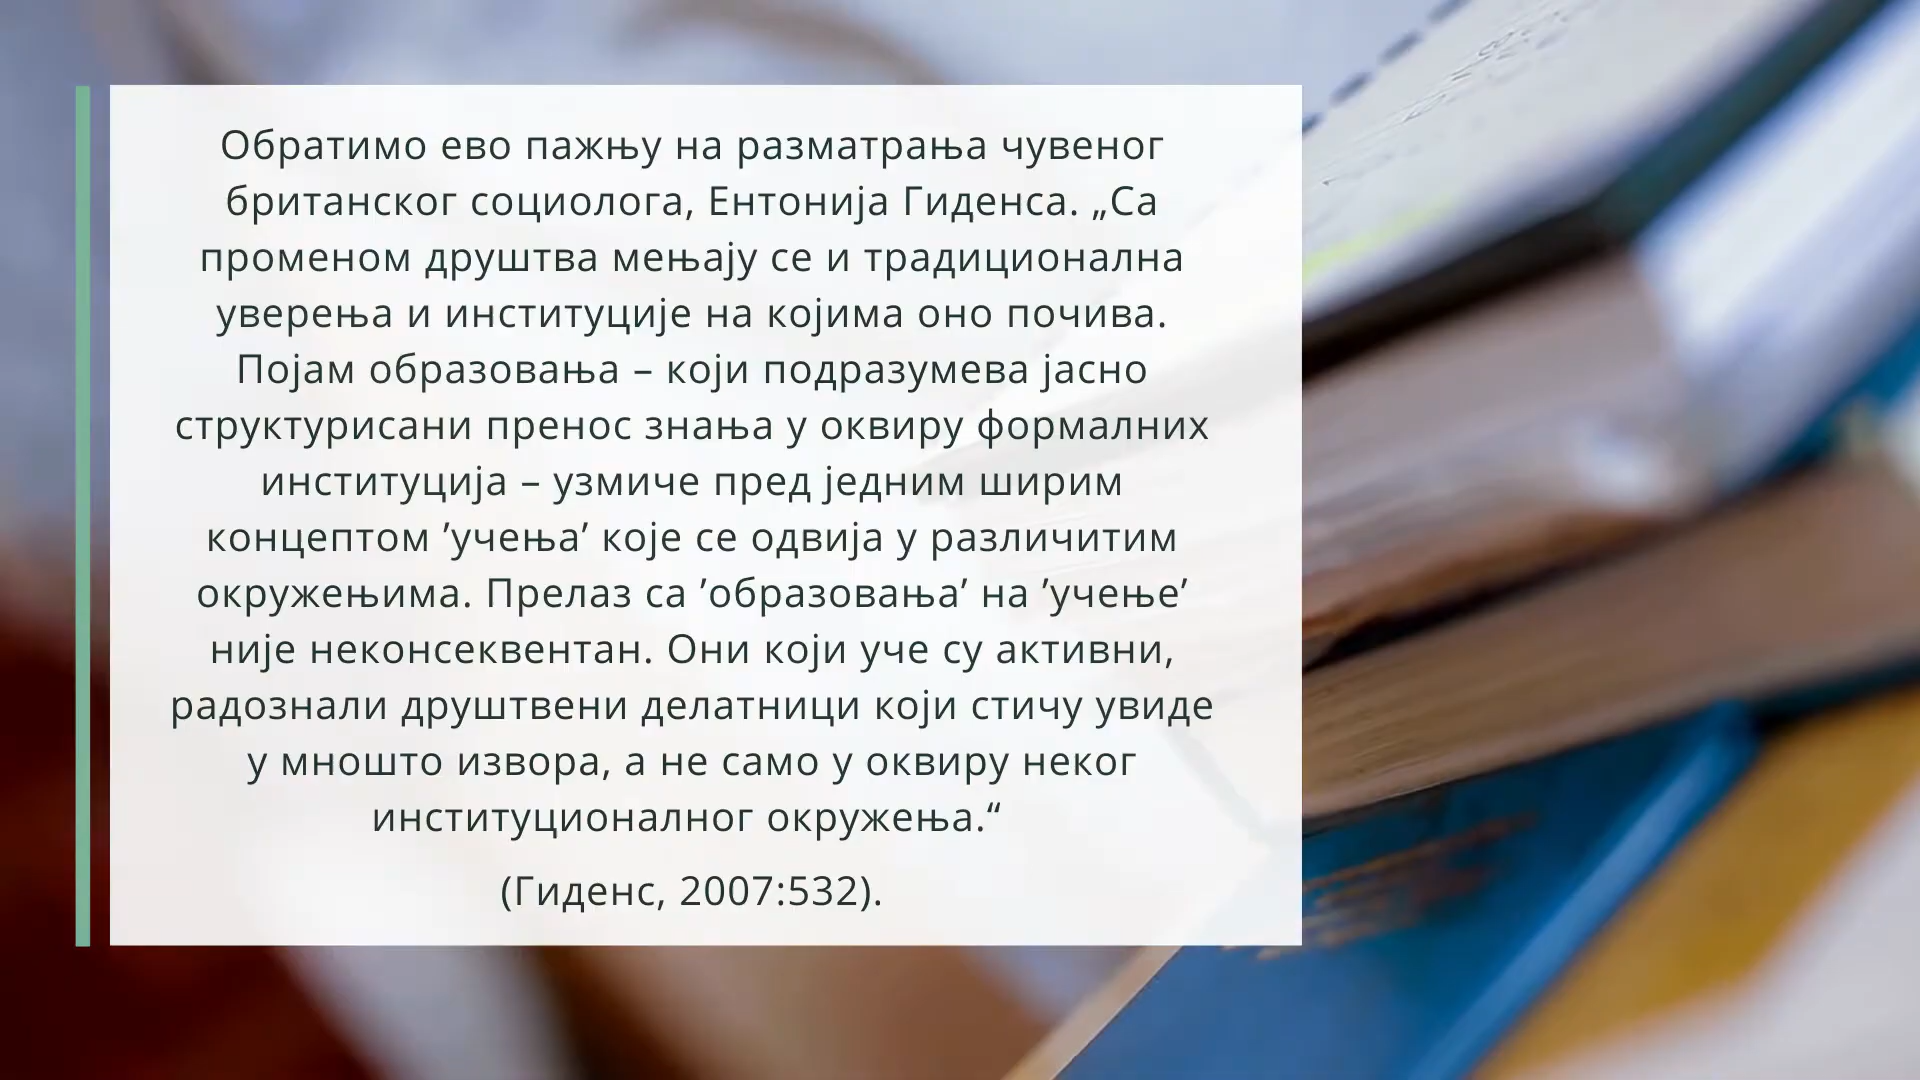 Обратимо ево пажњу на разматрања чувеног
британског социолога, Ентонија Гиденса. „Са
променом друштва мењају се и традиционална
уверења и институције на којима оно почива.
Појам образовања – који подразумева јасно
структурисани пренос знања у оквиру формалних
институција – узмиче пред једним ширим
концептом ’учења’ које се одвија у различитим
окружењима. Прелаз са ’образовања’ на ’учење’
није неконсеквентан. Они који уче су активни,
радознали друштвени делатници који стичу увиде
у мношто извора, а не само у оквиру неког
институционалног окружења.“
(Гиденс, 2007:532).